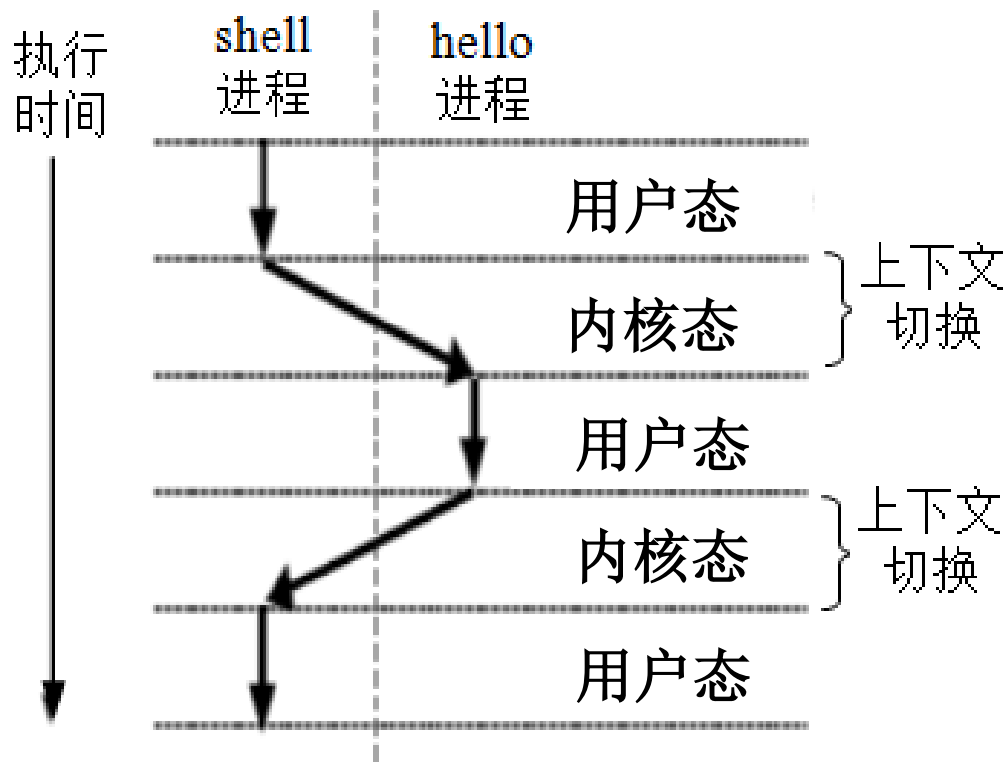 执行
时间
shell
进程
hello
进程
用户态
上下文
切换
内核态
用户态
上下文
切换
内核态
用户态